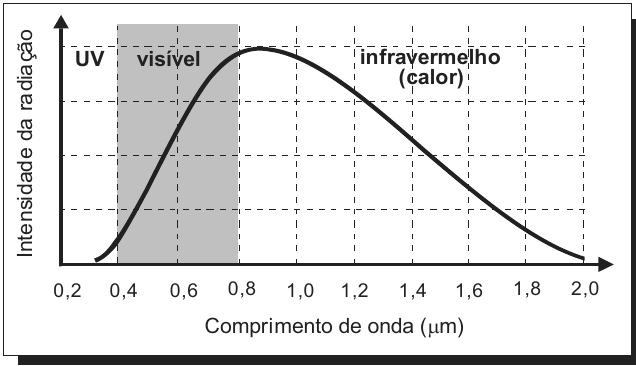 Intensidade da radiação
UV
visível
infravermelho
(calor)
0,2 0,4 0,6 0,8 1,0 1,2 1,4 1,6 1,8 2,0
Comprimento de onda (μm)